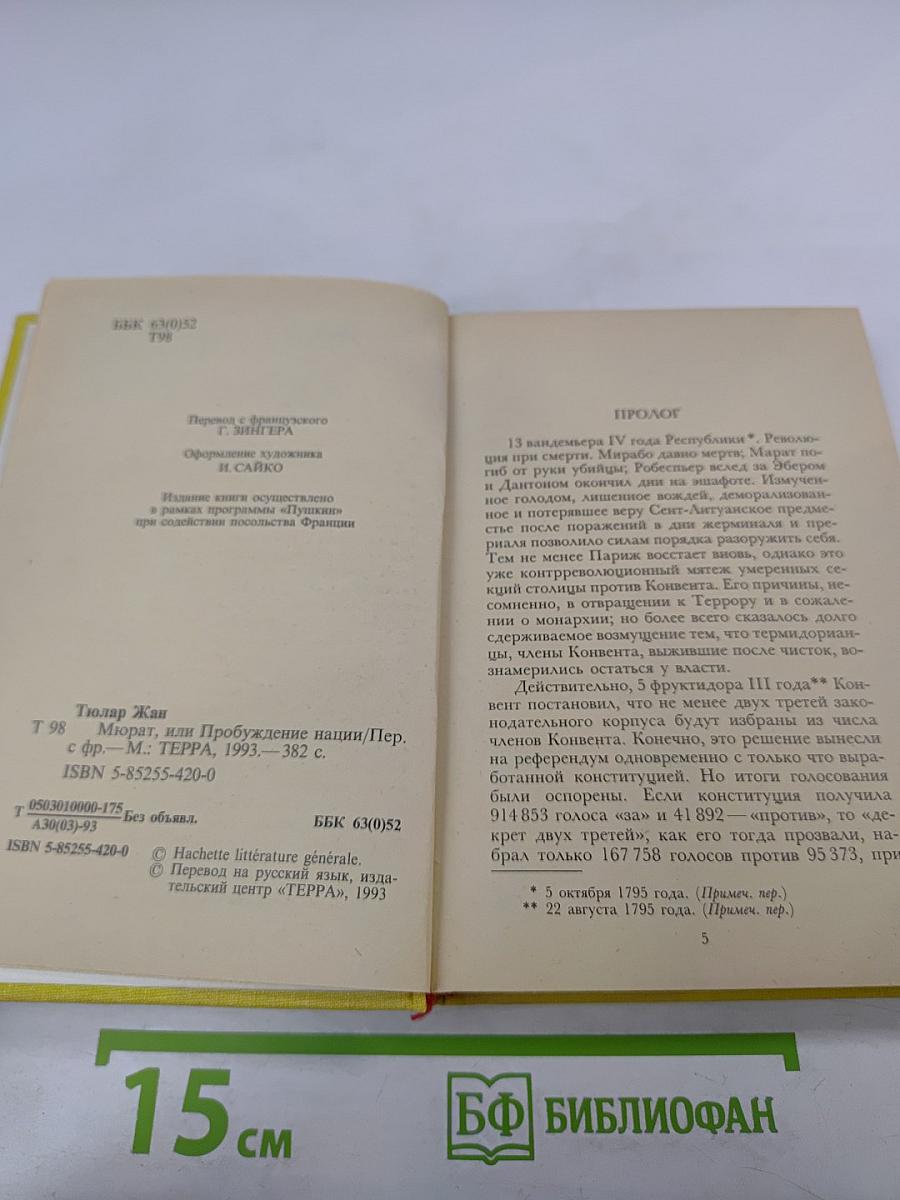 ББК 63(0)52
Т98
Перевод с французского
Г. ЗИНГЕРА
Оформление художника
И. САЙКО
Издание книги осуществлено
в рамках программы «Пушкин»
при содействии посольства Франции
Тюлар Жан
Т 98 Мюрат, или Пробуждение нации/Пер.
с фр.— М.: ТЕРРА, 1993.— 382 с.
ISBN 5-85255-420-0
Т 0503010000-175 Без объявл.
А30(03)-93
ББК 63(0)52
ISBN 5-85255-420-0
© Hachette littérature générale.
© Перевод на русский язык, изда-
тельский центр «ТЕРРА», 1993
ПРОЛОГ
13 вандемьера IV года Республики*. Револю-
ция при смерти. Мирабо давно мертв; Марат по-
гиб от руки убийцы; Робеспьер вслед за Эбером
и Дантоном окончил дни на эшафоте. Измучен-
ное голодом, лишенное вождей, деморализован-
ное и потерявшее веру Сент-Антуанское предме-
стье после поражений в дни жерминаля и пре-
риаля позволило силам порядка разоружить себя.
Тем не менее Париж восстает вновь, однако это
уже контрреволюционный мятеж умеренных се-
кций столицы против Конвента. Его причины, не-
сомненно, в отвращении к Террору и в сожале-
нии о монархии; но более всего сказалось долго
сдерживаемое возмущение тем, что термидориан-
цы, члены Конвента, выжившие после чисток, во-
знамерились остаться у власти.
Действительно, 5 фруктидора III года** Кон-
вент постановил, что не менее двух третей зако-
нодательного корпуса будут избраны из числа
членов Конвента. Конечно, это решение вынесли
на референдум одновременно с только что выра-
ботанной конституцией. Но итоги голосования
были оспорены. Если конституция получила
914 853 голоса «за» и 41 892 — «против», то «де-
крет двух третей», как его тогда прозвали, на-
брал только 167 758 голосов против 95 373, при
* 5 октября 1795 года. (Примеч. пер.)
** 22 августа 1795 года. (Примеч. пер.)
5
15 см
БФ БИБЛИОФАН